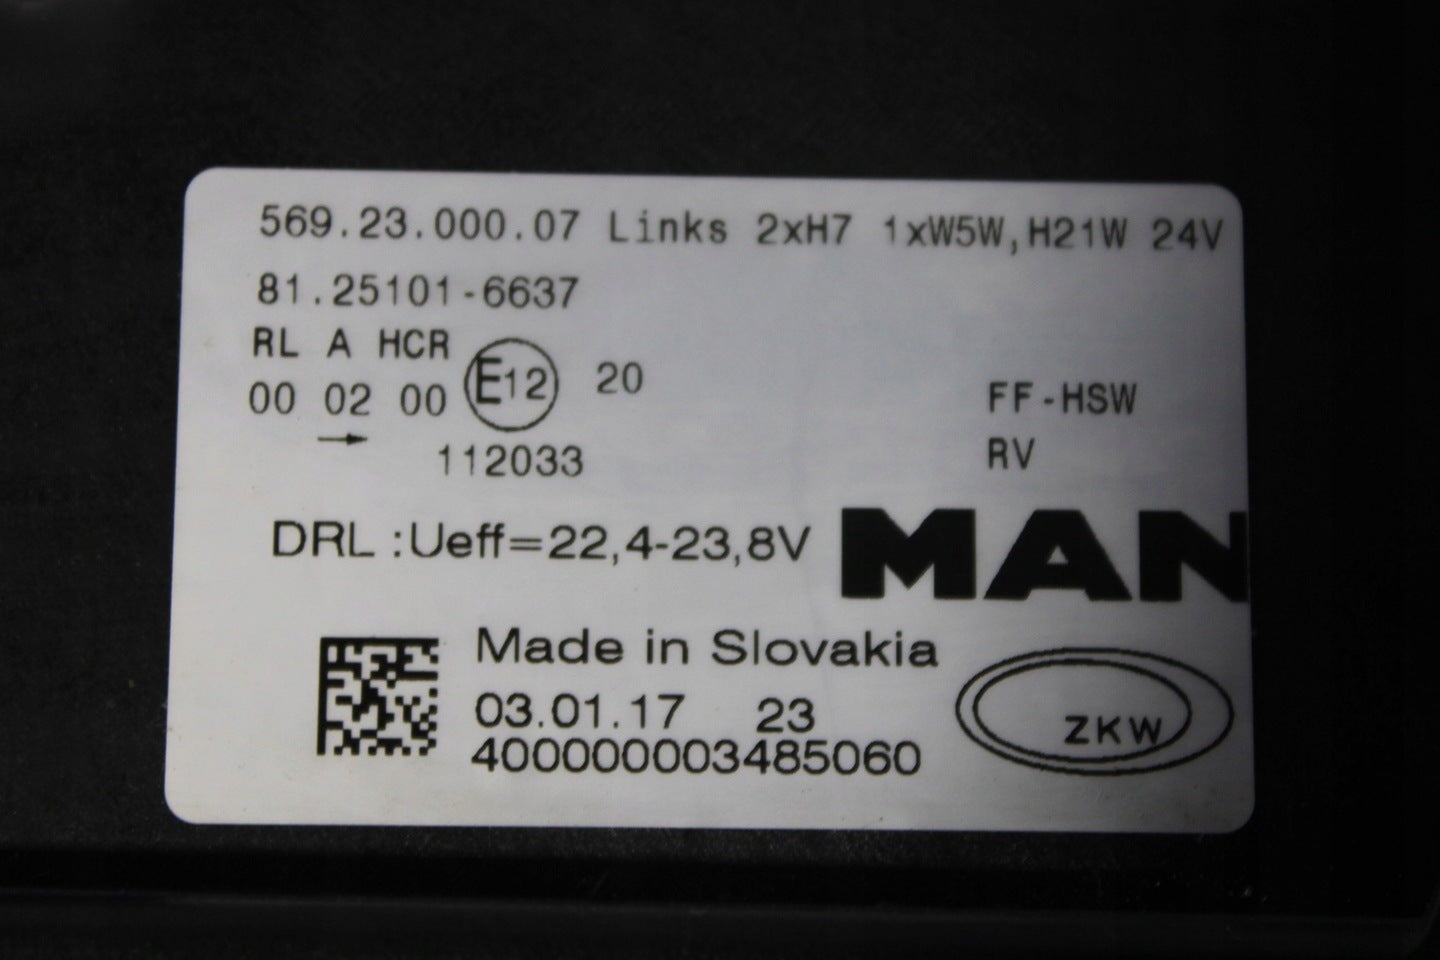 569.23.000.07 Links 2xH7 1xW5W,H21W 24V
81.25101-6637
RL A HCR
00 02 00 E12 20
→
112033
FF-HSW
RV
DRL :Ueff=22,4-23,8V
MAN
Made in Slovakia
03.01.17 23
400000003485060
ZKW